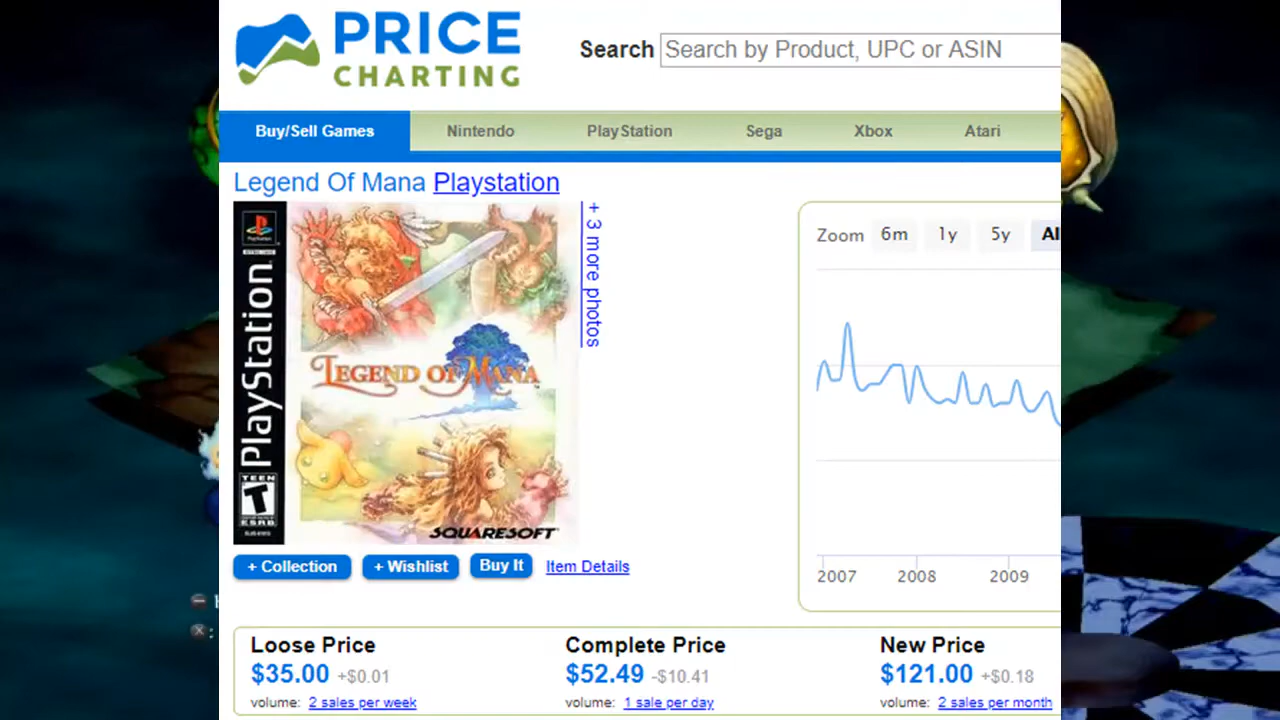 PRICE
CHARTING
Search
Search by Product, UPC or ASIN
Buy/Sell Games
Nintendo
PlayStation
Sega
Xbox
Atari
Legend Of Mana Playstation
+ 3 more photos
Zoom
6m
1y
5y
Al
PlayStation
PlayStation
LEGEND OF MANA
TEEN
T
ESRB
SQUARESOFT
+ Collection
+ Wishlist
Buy It
Item Details
2007
2008
2009
Loose Price
$35.00 +$0.01
volume: 2 sales per week
Complete Price
$52.49 -$10.41
volume: 1 sale per day
New Price
$121.00 +$0.18
volume: 2 sales per month